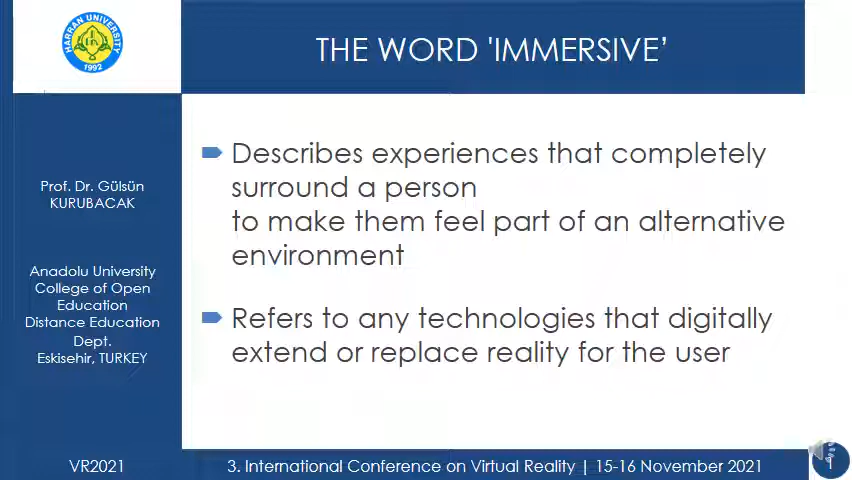 HARRAN UNIVERSITY
1992
THE WORD 'IMMERSIVE’
Prof. Dr. Gülsün
KURUBACAK
Anadolu University
College of Open
Education
Distance Education
Dept.
Eskisehir, TURKEY
Describes experiences that completely
surround a person
to make them feel part of an alternative
environment
Refers to any technologies that digitally
extend or replace reality for the user
VR2021
3. International Conference on Virtual Reality | 15-16 November 2021
1